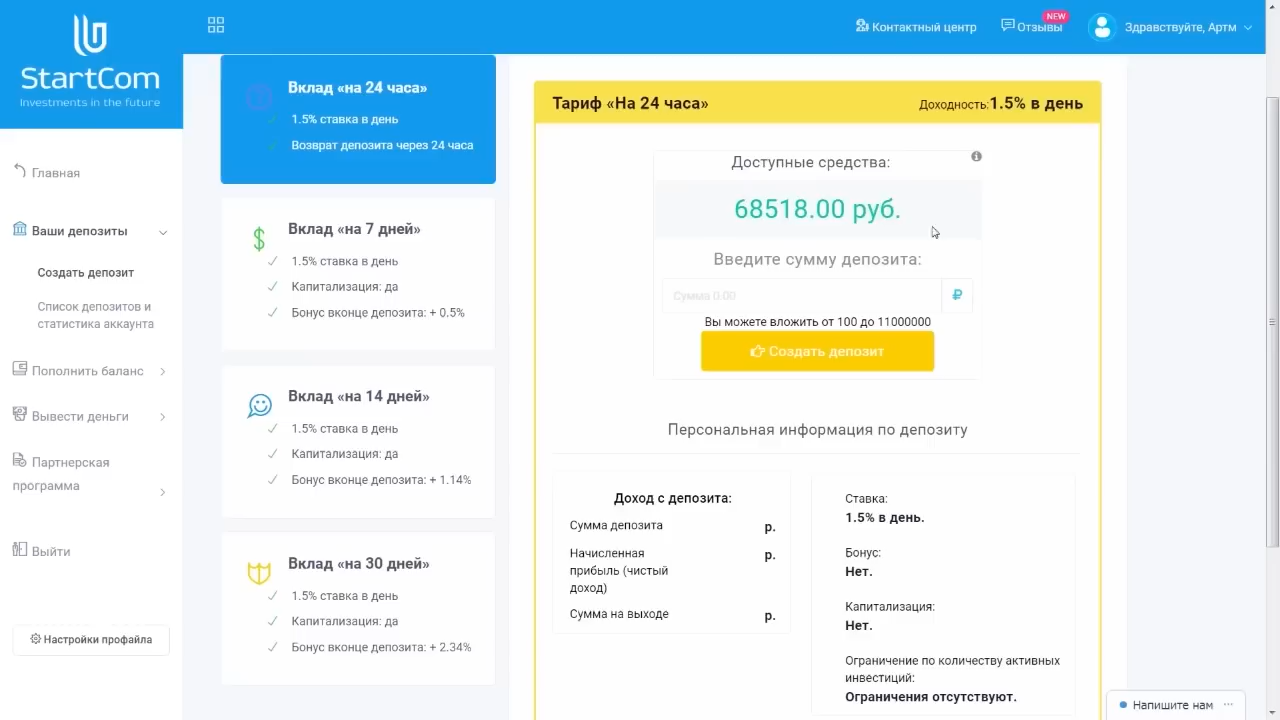 StartCom
Investments in the future
Контактный центр
Отзывы
NEW
Здравствуйте, Артм
Главная
Ваши депозиты
Создать депозит
Список депозитов и
статистика аккаунта
Пополнить баланс
Вывести деньги
Партнерская
программа
Выйти
Настройки профиля
Вклад «на 24 часа»
1.5% ставка в день
Возврат депозита через 24 часа
Вклад «на 7 дней»
1.5% ставка в день
Капитализация: да
Бонус вконце депозита: + 0.5%
Вклад «на 14 дней»
1.5% ставка в день
Капитализация: да
Бонус вконце депозита: + 1.14%
Вклад «на 30 дней»
1.5% ставка в день
Капитализация: да
Бонус вконце депозита: + 2.34%
Тариф «На 24 часа»
Доходность:1.5% в день
Доступные средства:
68518.00 руб.
Введите сумму депозита:
Сумма 0.00
₽
Вы можете вложить от 100 до 11000000
Создать депозит
Персональная информация по депозиту
Доход с депозита:
Сумма депозита р.
Начисленная р.
прибыль (чистый
доход)
Сумма на выходе р.
Ставка:
1.5% в день.
Бонус:
Нет.
Капитализация:
Нет.
Ограничение по количеству активных
инвестиций:
Ограничения отсутствуют.
Напишите нам